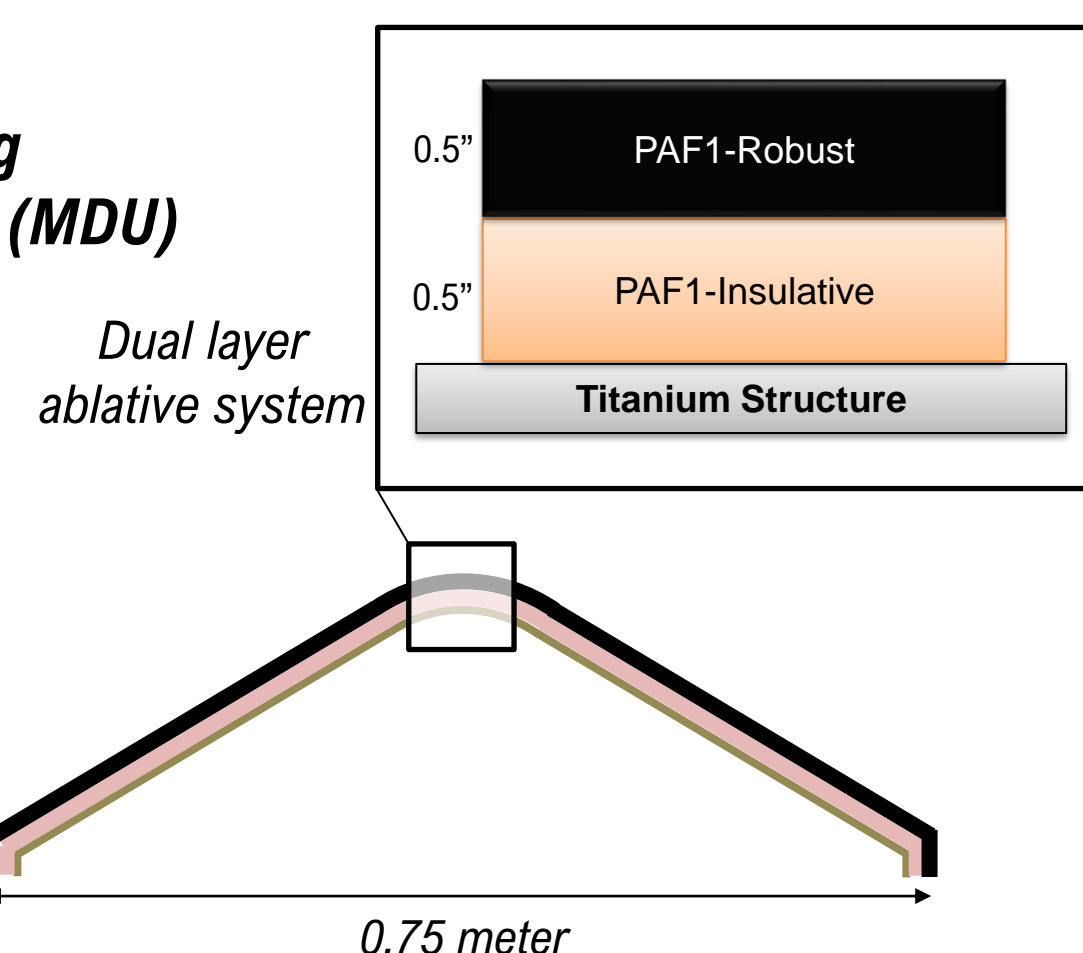 (MDU)
Dual layer
ablative system
0.5”
PAF1-Robust
0.5”
PAF1-Insulative
Titanium Structure
0.75 meter